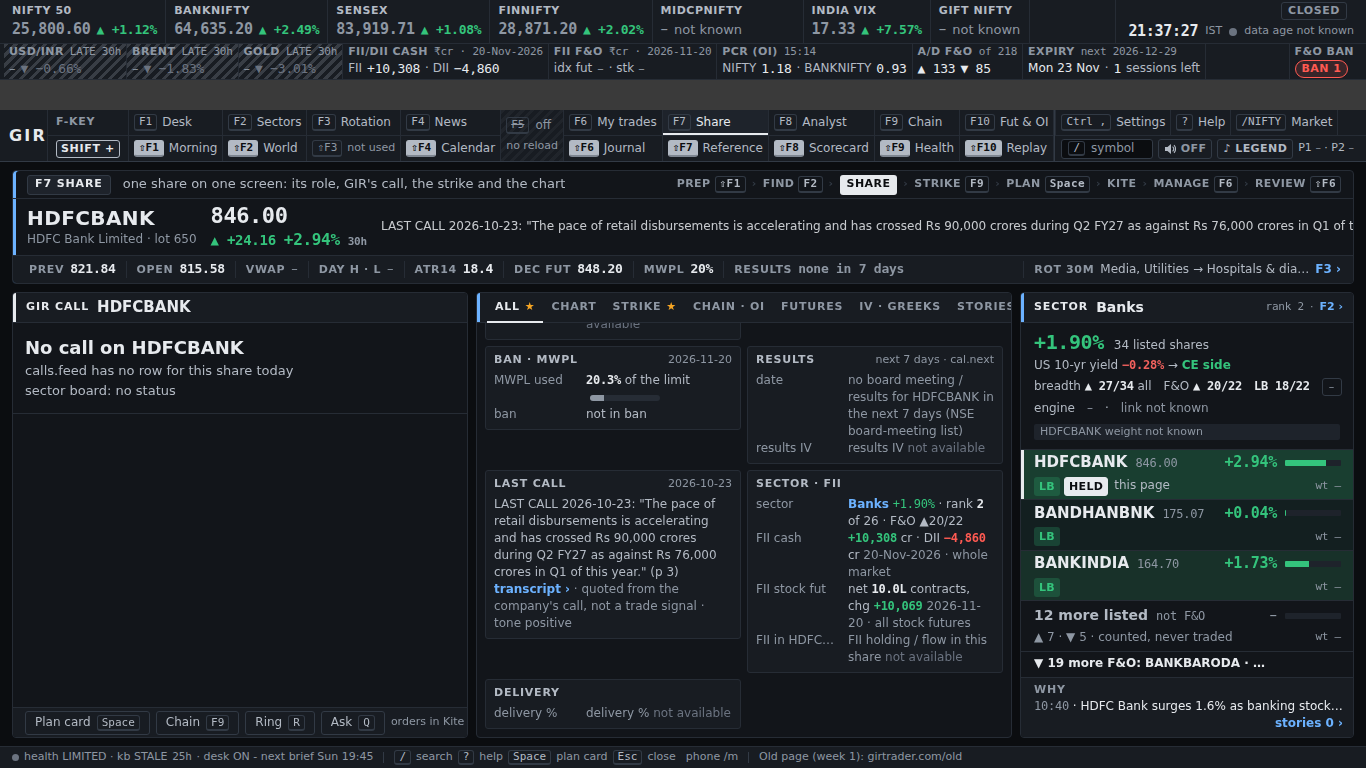 NIFTY 50 BANKNIFTY SENSEX FINNIFTY MIDCPNIFTY INDIA VIX GIFT NIFTY CLOSED
25,800.60 ▲ +1.12% 64,635.20 ▲ +2.49% 83,919.71 ▲ +1.08% 28,871.20 ▲ +2.02% – not known 17.33 ▲ +7.57% – not known 21:37:27 IST data age not known
USD/INR LATE 30h BRENT LATE 30h GOLD LATE 30h FII/DII CASH ₹cr · 20-Nov-2026 FII F&O ₹cr · 2026-11-20 PCR (OI) 15:14 A/D F&O of 218 EXPIRY next 2026-12-29 F&O BAN
– ▼ −0.66% – ▼ −1.83% – ▼ −3.01% FII +10,308 · DII −4,860 idx fut – · stk – NIFTY 1.18 · BANKNIFTY 0.93 ▲ 133 ▼ 85 Mon 23 Nov · 1 sessions left BAN 1
GIR F-KEY F1 Desk F2 Sectors F3 Rotation F4 News F5 off F6 My trades F7 Share F8 Analyst F9 Chain F10 Fut & OI Ctrl , Settings ? Help /NIFTY Market
SHIFT + ⇧F1 Morning ⇧F2 World ⇧F3 not used ⇧F4 Calendar no reload ⇧F6 Journal ⇧F7 Reference ⇧F8 Scorecard ⇧F9 Health ⇧F10 Replay / symbol OFF ♪ LEGEND P1 – · P2 –
F7 SHARE one share on one screen: its role, GIR's call, the strike and the chart PREP ⇧F1 › FIND F2 › SHARE › STRIKE F9 › PLAN Space › KITE › MANAGE F6 › REVIEW ⇧F6
HDFCBANK 846.00
HDFC Bank Limited · lot 650 ▲ +24.16 +2.94% 30h
LAST CALL 2026-10-23: "The pace of retail disbursements is accelerating and has crossed Rs 90,000 crores during Q2 FY27 as against Rs 76,000 crores in Q1 of t
PREV 821.84 OPEN 815.58 VWAP – DAY H · L – ATR14 18.4 DEC FUT 848.20 MWPL 20% RESULTS none in 7 days ROT 30M Media, Utilities → Hospitals & dia… F3 ›
GIR CALL HDFCBANK
No call on HDFCBANK
calls.feed has no row for this share today
sector board: no status
Plan card Space Chain F9 Ring R Ask Q orders in Kite
ALL ★ CHART STRIKE ★ CHAIN · OI FUTURES IV · GREEKS STORIES
available
BAN · MWPL 2026-11-20
MWPL used 20.3% of the limit
ban not in ban
RESULTS next 7 days · cal.next
date no board meeting /
results for HDFCBANK in
the next 7 days (NSE
board-meeting list)
results IV results IV not available
LAST CALL 2026-10-23
LAST CALL 2026-10-23: "The pace of
retail disbursements is accelerating
and has crossed Rs 90,000 crores
during Q2 FY27 as against Rs 76,000
crores in Q1 of this year." (p 3)
transcript › · quoted from the
company's call, not a trade signal ·
tone positive
SECTOR · FII
sector Banks +1.90% · rank 2
of 26 · F&O ▲20/22
FII cash +10,308 cr · DII −4,860
cr 20-Nov-2026 · whole
market
FII stock fut net 10.0L contracts,
chg +10,069 2026-11-
20 · all stock futures
FII in HDFC… FII holding / flow in this
share not available
DELIVERY
delivery % delivery % not available
SECTOR Banks rank 2 · F2 ›
+1.90% 34 listed shares
US 10-yr yield −0.28% → CE side
breadth ▲ 27/34 all F&O ▲ 20/22 LB 18/22 –
engine – · link not known
HDFCBANK weight not known
HDFCBANK 846.00 +2.94%
LB HELD this page wt –
BANDHANBNK 175.07 +0.04%
LB wt –
BANKINDIA 164.70 +1.73%
LB wt –
12 more listed not F&O –
▲ 7 · ▼ 5 · counted, never traded wt –
▼ 19 more F&O: BANKBARODA · …
WHY
10:40 · HDFC Bank surges 1.6% as banking stock…
stories 0 ›
health LIMITED · kb STALE 25h · desk ON – next brief Sun 19:45 / search ? help Space plan card Esc close phone /m Old page (week 1): girtrader.com/old